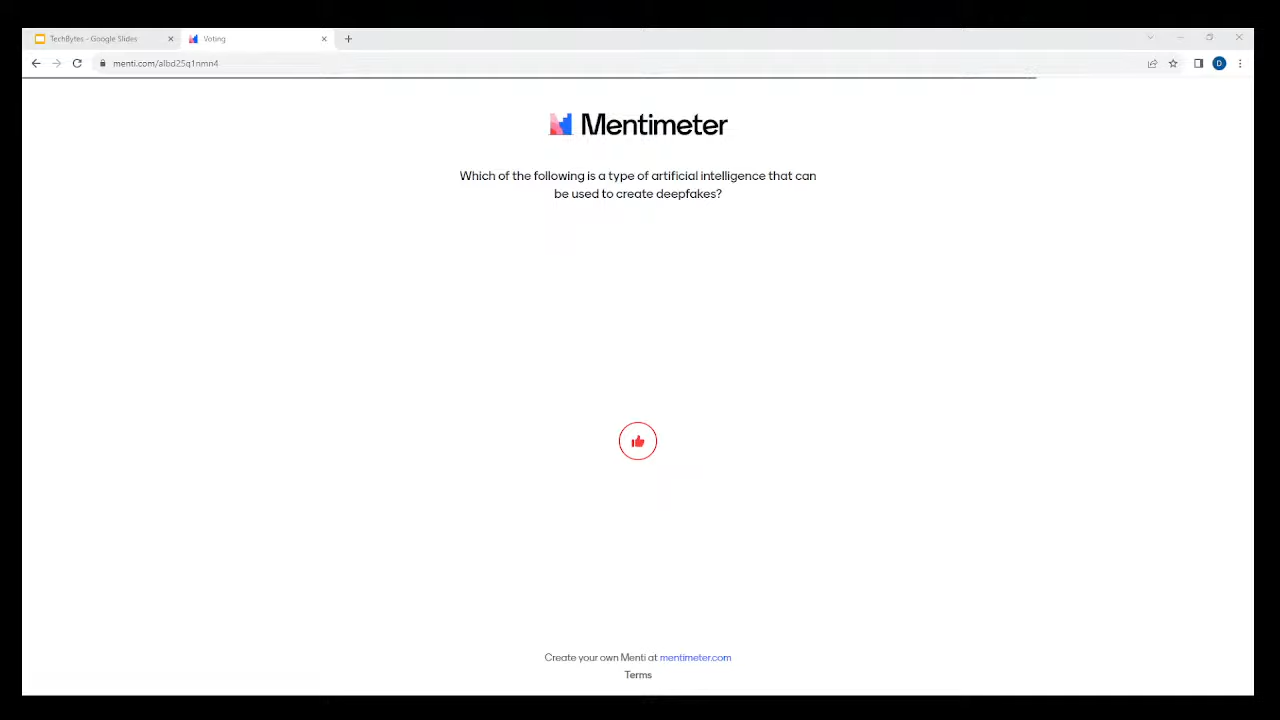 TechBytes - Google Slides
Voting
menti.com/albd25q1nmn4
D
Mentimeter
Which of the following is a type of artificial intelligence that can
be used to create deepfakes?
Create your own Menti at mentimeter.com
Terms